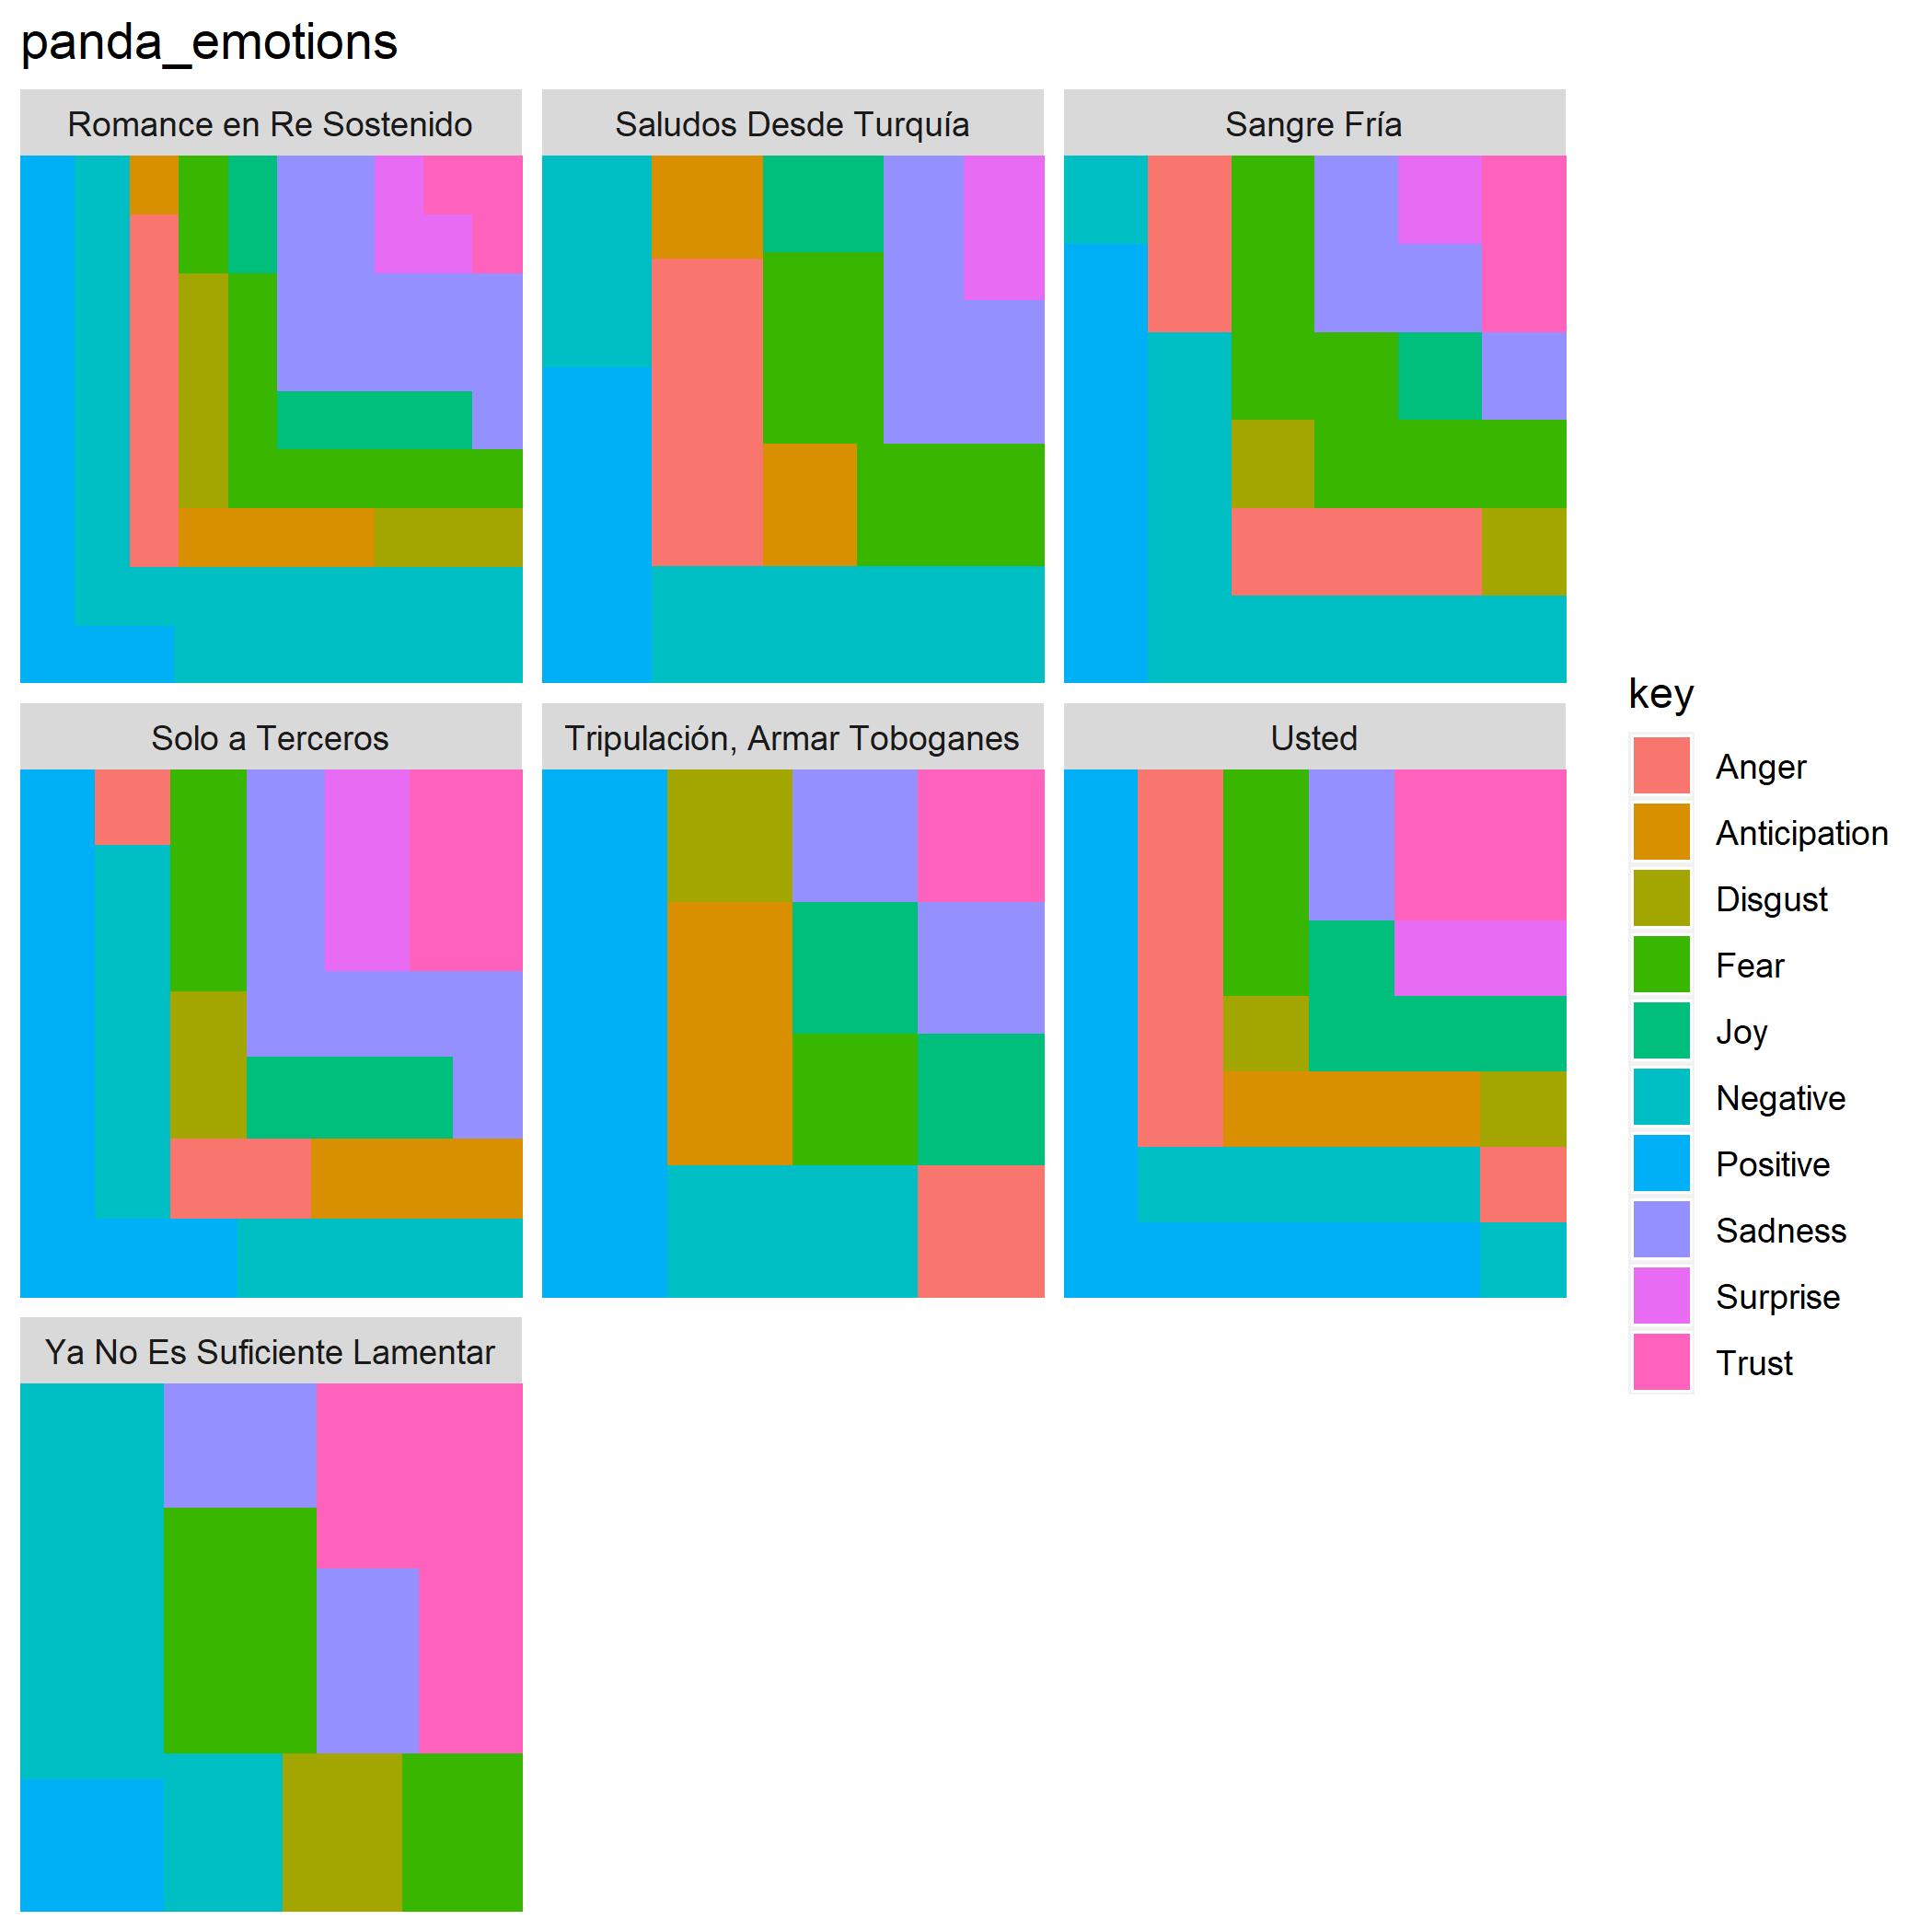 panda_emotions
Romance en Re Sostenido
Saludos Desde Turquía
Sangre Fría
Solo a Terceros
Tripulación, Armar Toboganes
Usted
Ya No Es Suficiente Lamentar
key
Anger
Anticipation
Disgust
Fear
Joy
Negative
Positive
Sadness
Surprise
Trust